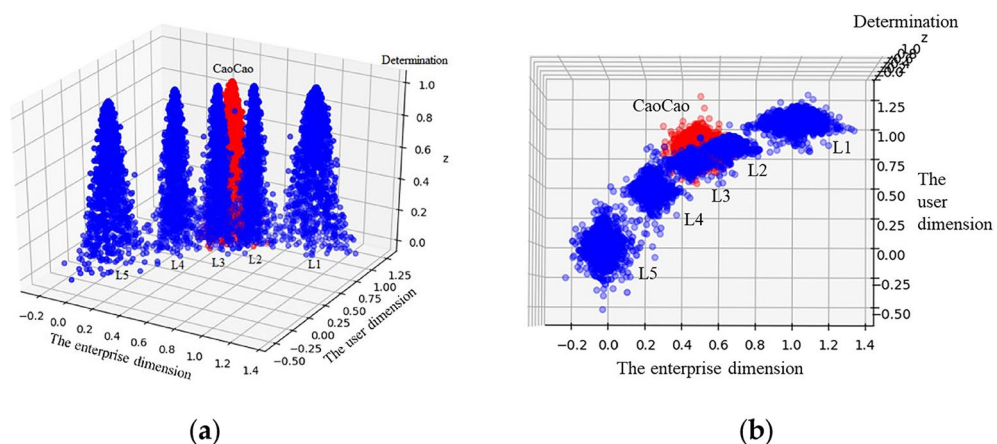 Determination
CaoCao
1.0
0.8
0.6
z
0.4
0.2
0.0
L5
L4
L3
L2
L1
−0.2
0.0
0.2
0.4
0.6
0.8
1.0
1.2
1.4
−0.50
−0.25
0.00
0.25
0.50
0.75
1.00
1.25
The enterprise dimension
The user dimension
(a)
Determination
z
CaoCao
L1
L2
L3
L4
L5
1.25
1.00
0.75
0.50
0.25
0.00
−0.25
−0.50
The
user
dimension
−0.2
0.0
0.2
0.4
0.6
0.8
1.0
1.2
1.4
The enterprise dimension
(b)